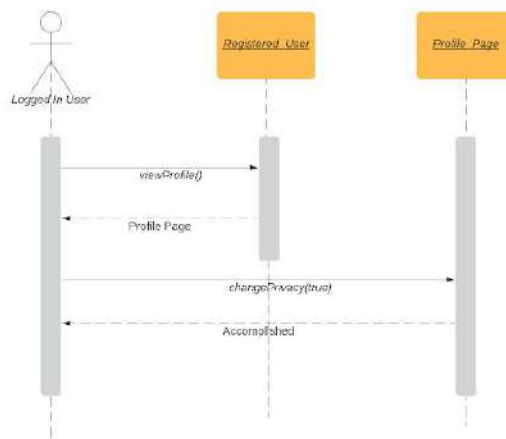 Registered_User
Profile_Page
Logged in User
viewProfile()
Profile Page
changePrivacy(true)
Accomplished